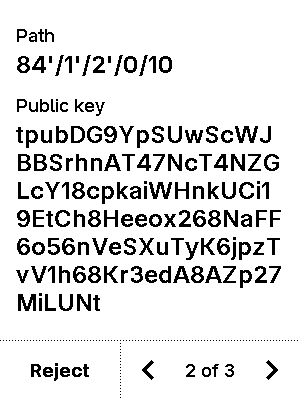 Path
84'/1'/2'/0/10
Public key
tpubDG9YpSUwScWJ
BBSrhnAT47NcT4NZG
LcY18cpkaiWHnkUCi1
9EtCh8Heeox268NaFF
6o56nVeSXuTyK6jpzT
vV1h68Kr3edA8AZp27
MiLUNt
Reject
2 of 3